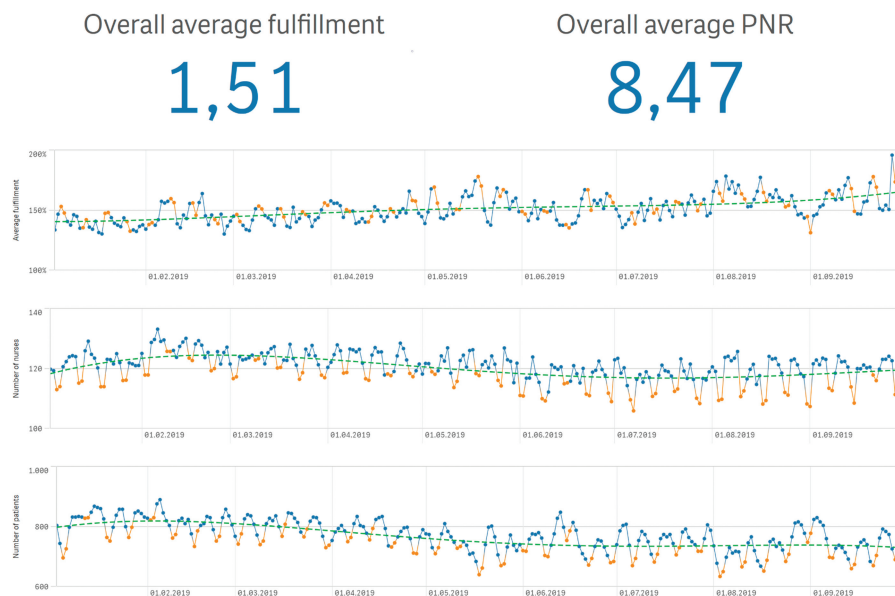 Overall average fulfillment
Overall average PNR
1,51
8,47
Average fulfillment
200%
150%
100%
01.02.2019 01.03.2019 01.04.2019 01.05.2019 01.06.2019 01.07.2019 01.08.2019 01.09.2019
Number of nurses
140
120
100
01.02.2019 01.03.2019 01.04.2019 01.05.2019 01.06.2019 01.07.2019 01.08.2019 01.09.2019
Number of patients
1.000
800
600
01.02.2019 01.03.2019 01.04.2019 01.05.2019 01.06.2019 01.07.2019 01.08.2019 01.09.2019